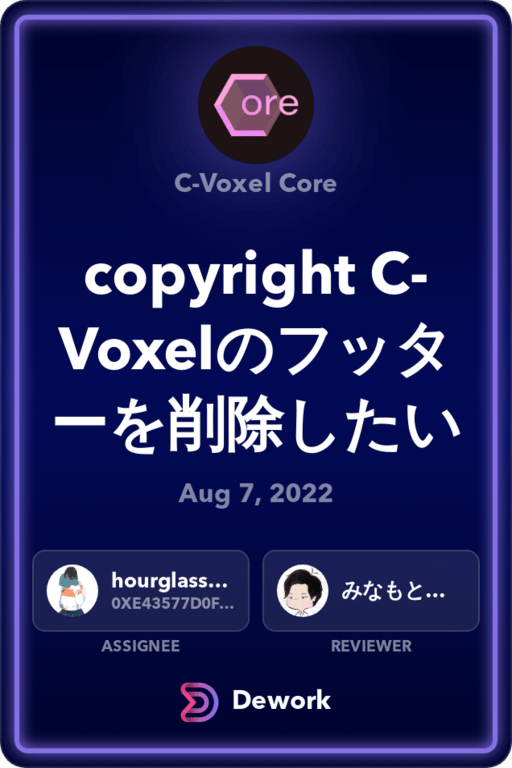 ore
C-Voxel Core
copyright C-
Voxelのフッタ
ーを削除したい
Aug 7, 2022
hourglass...
0XE43577D0F...
ASSIGNEE
みなもと...
REVIEWER
Dework